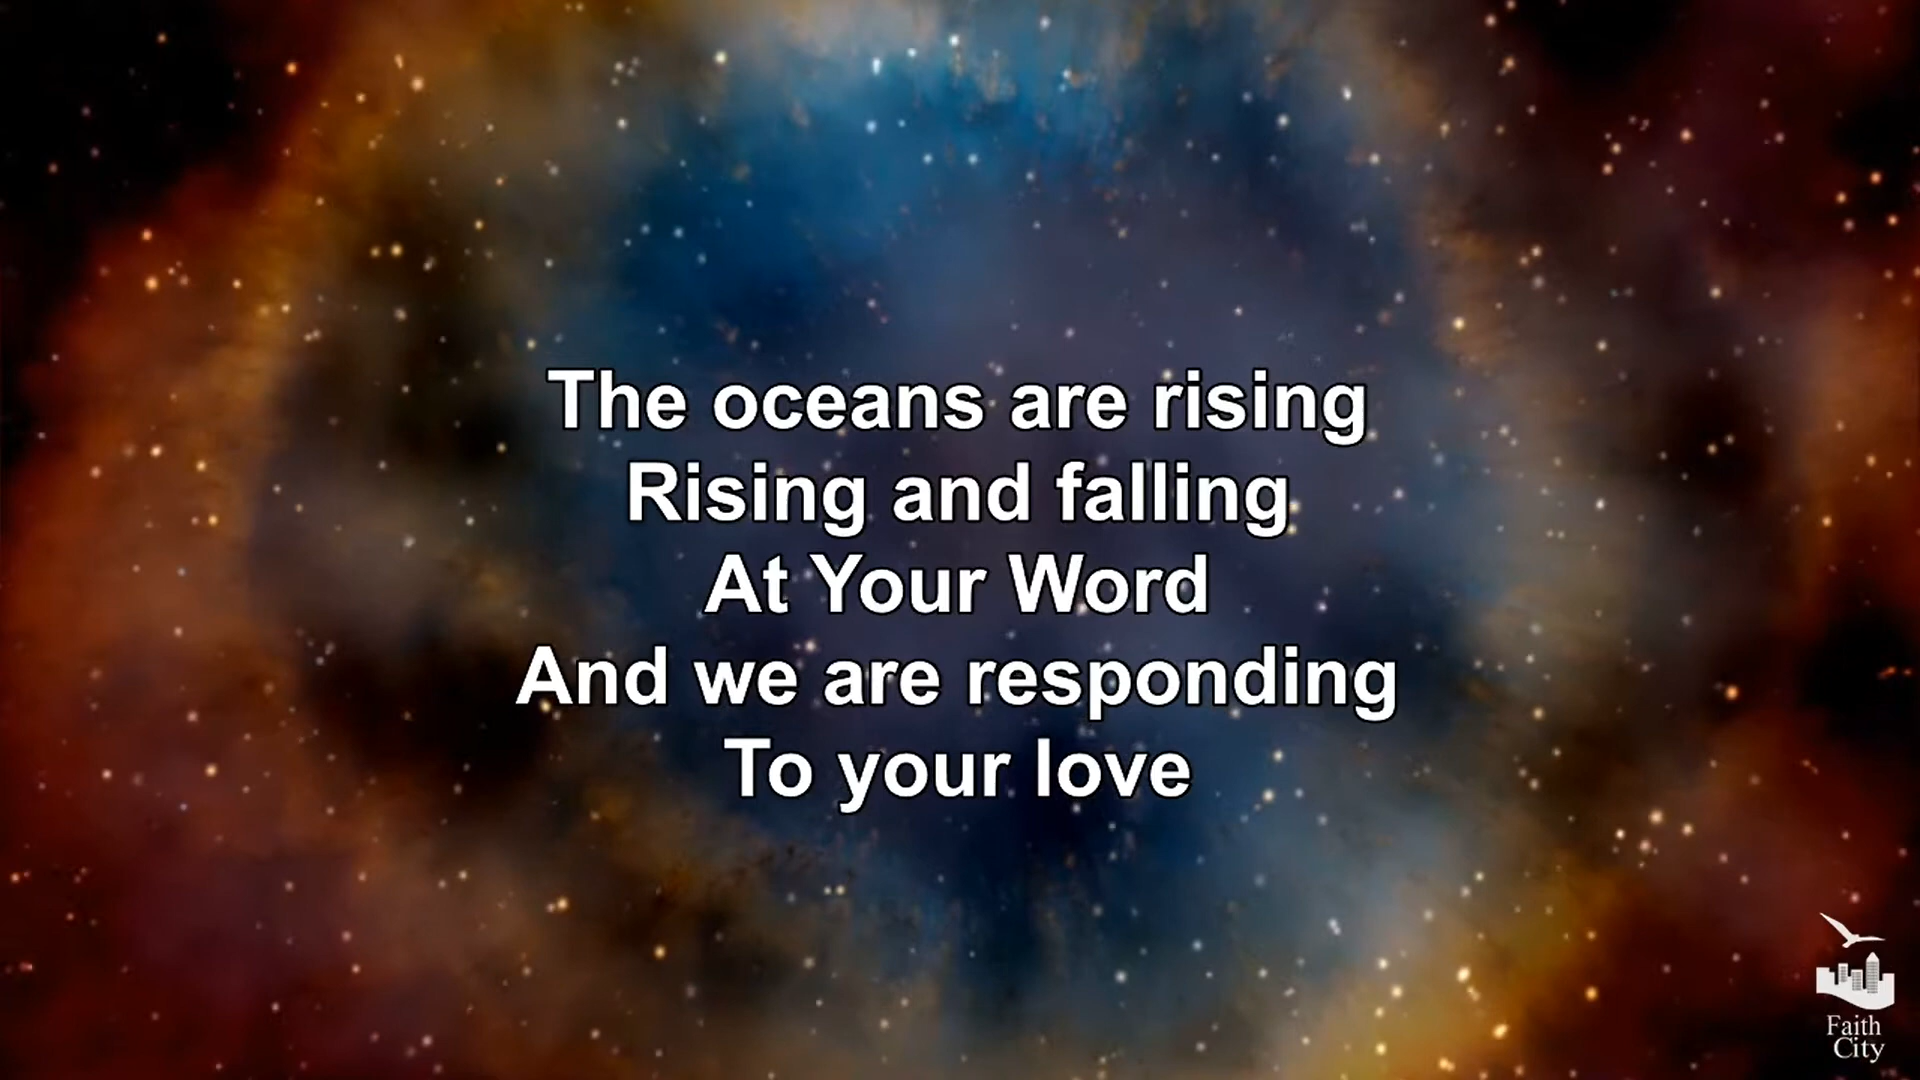 The oceans are rising
Rising and falling
At Your Word
And we are responding
To your love
Faith
City